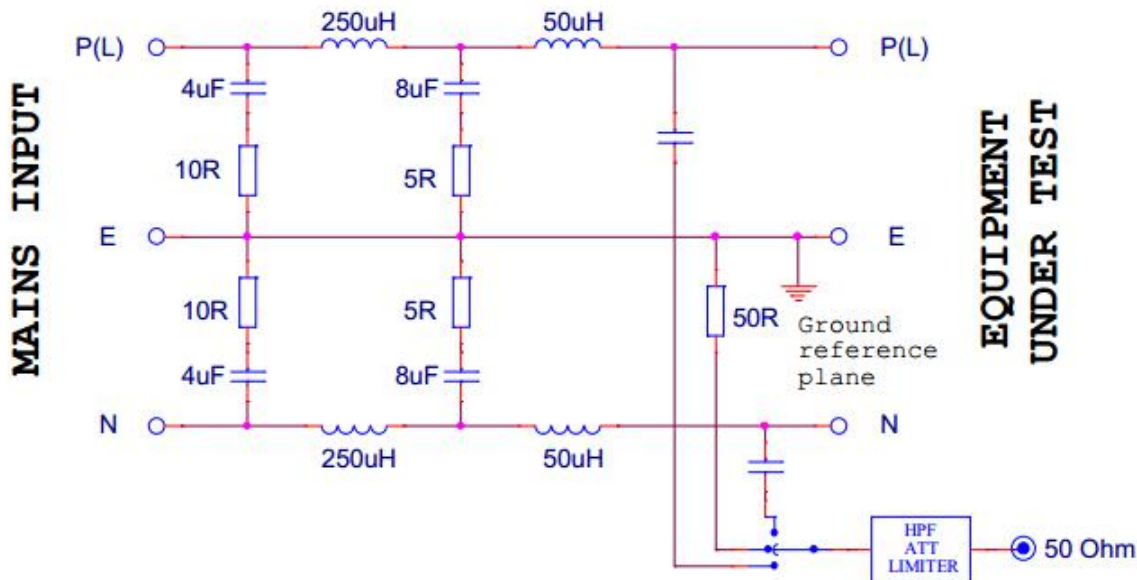 250uH
50uH
P(L)
P(L)
4uF
8uF
10R
5R
MAINS INPUT
E
E
EQUIPMENT
UNDER TEST
10R
5R
50R
Ground
reference
plane
4uF
8uF
N
N
250uH
50uH
HPF
ATT
LIMITER
50 Ohm